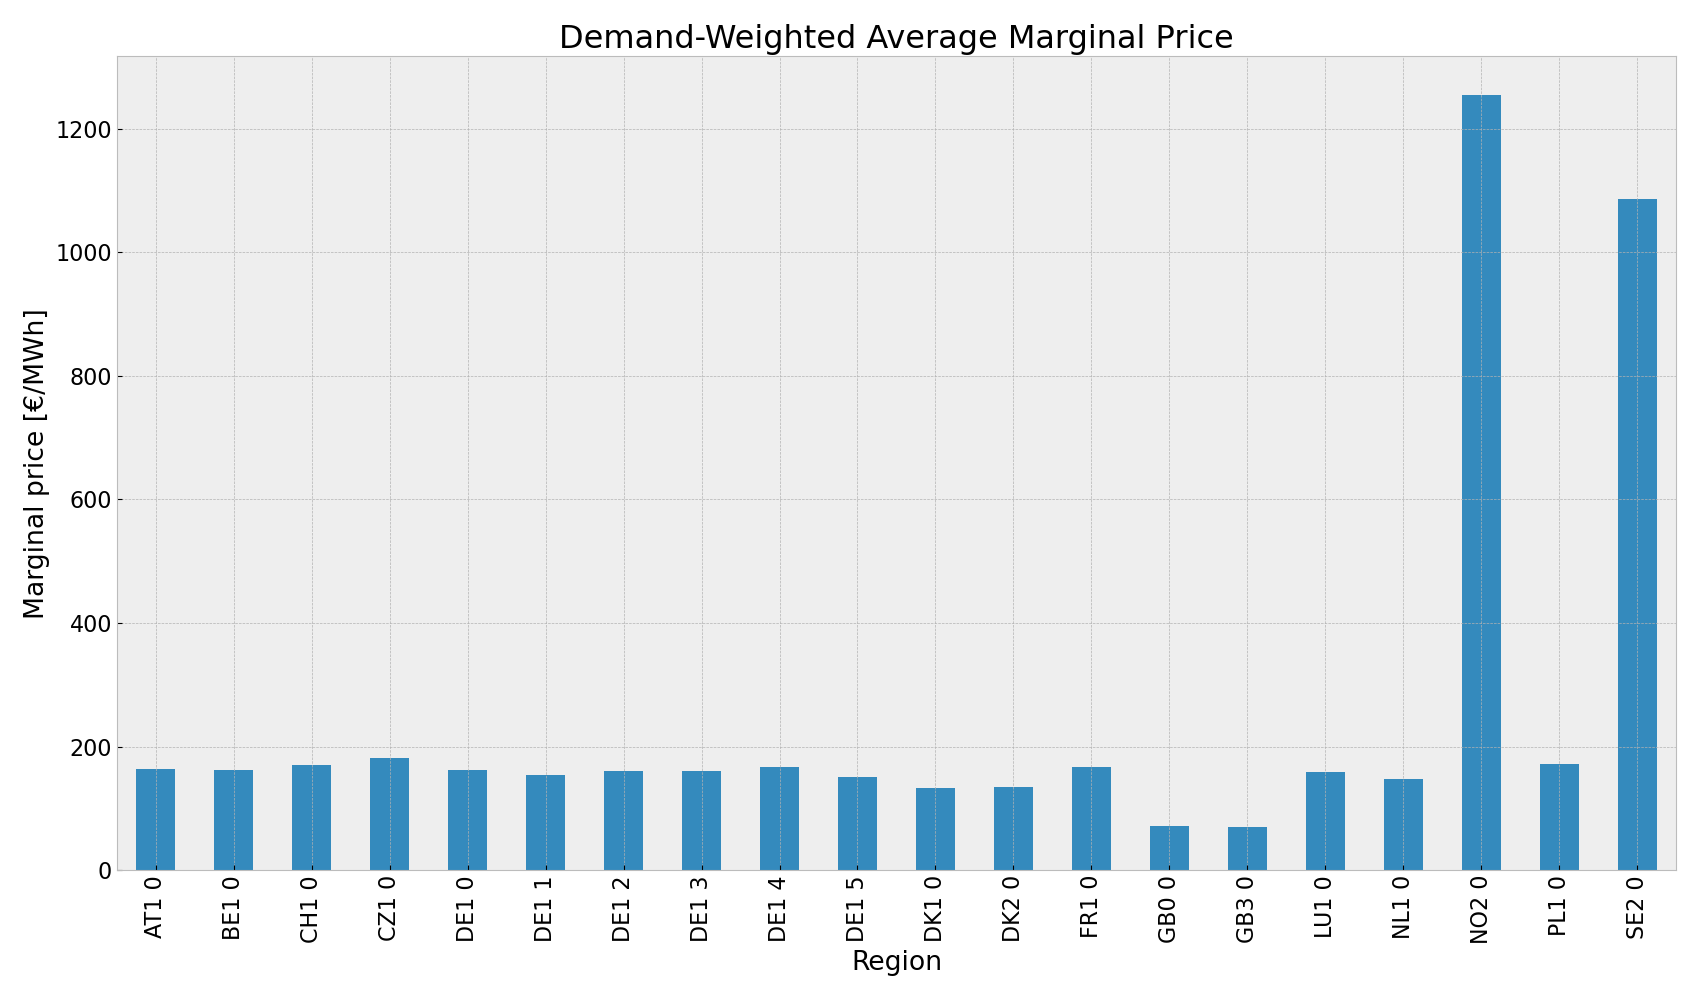 Demand-Weighted Average Marginal Price
Marginal price [€/MWh]
1200
1000
800
600
400
200
0
AT1 0
BE1 0
CH1 0
CZ1 0
DE1 0
DE1 1
DE1 2
DE1 3
DE1 4
DE1 5
DK1 0
DK2 0
FR1 0
GB0 0
GB3 0
LU1 0
NL1 0
NO2 0
PL1 0
SE2 0
Region